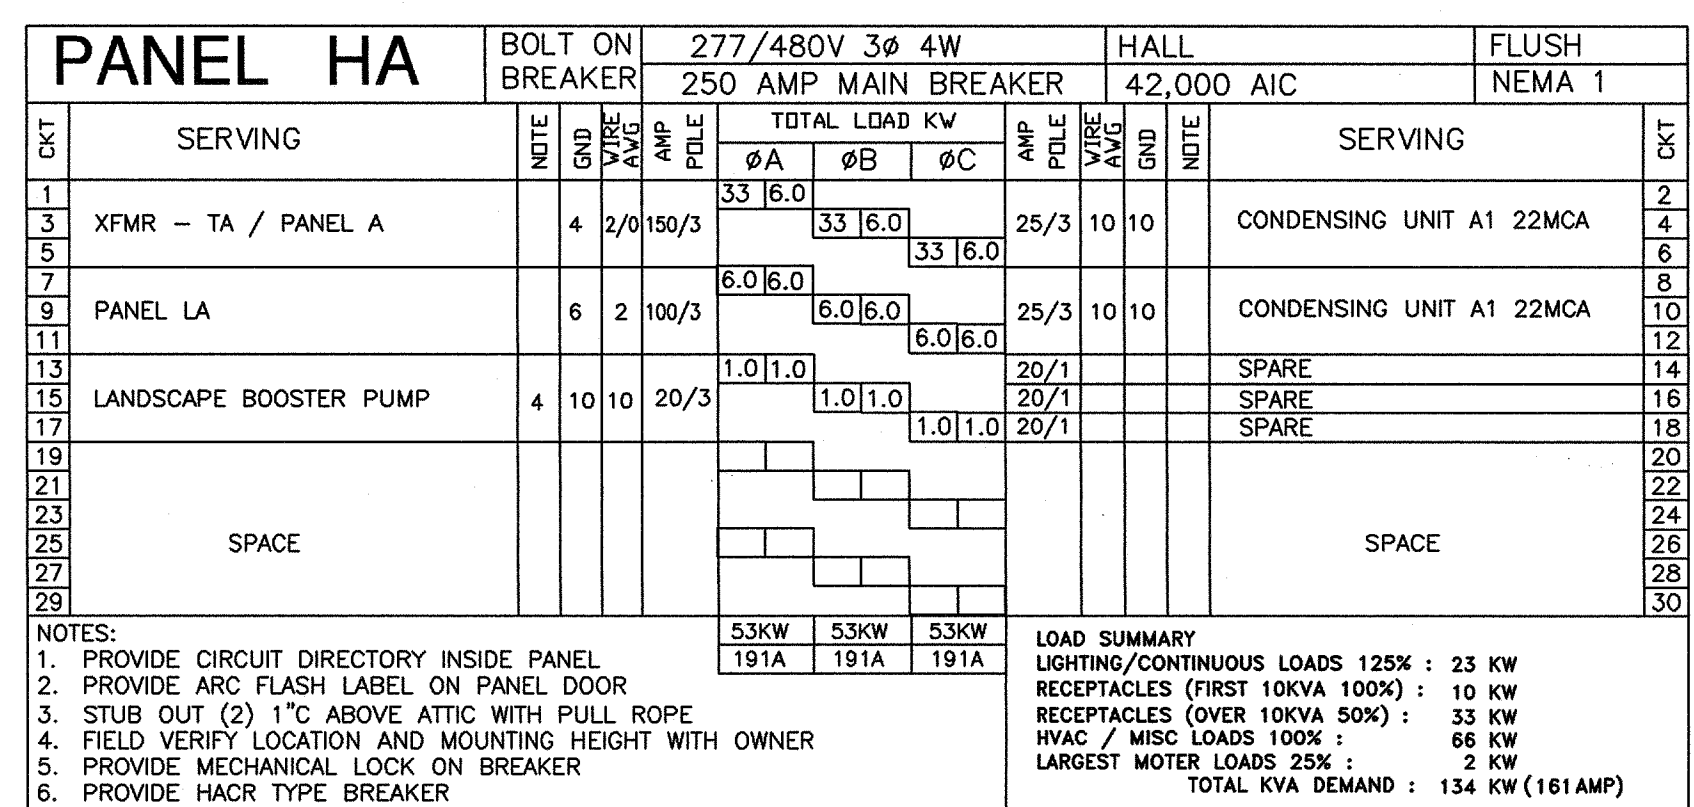 PANEL HA BOLT ON BREAKER 277/480V 3ø 4W HALL FLUSH
250 AMP MAIN BREAKER 42,000 AIC NEMA 1
CKT SERVING NOTE GND WIRE AWG AMP POLE TOTAL LOAD KW AMP POLE WIRE AWG GND NOTE SERVING CKT
øA øB øC
1 33 6.0 2
3 XFMR – TA / PANEL A 4 2/0 150/3 33 6.0 25/3 10 10 CONDENSING UNIT A1 22MCA 4
5 33 6.0 6
7 6.0 6.0 8
9 PANEL LA 6 2 100/3 6.0 6.0 25/3 10 10 CONDENSING UNIT A1 22MCA 10
11 6.0 6.0 12
13 1.0 1.0 20/1 SPARE 14
15 LANDSCAPE BOOSTER PUMP 4 10 10 20/3 1.0 1.0 20/1 SPARE 16
17 1.0 1.0 20/1 SPARE 18
19 20
21 22
23 24
25 SPACE SPACE 26
27 28
29 30
53KW 53KW 53KW
191A 191A 191A
NOTES:
1. PROVIDE CIRCUIT DIRECTORY INSIDE PANEL
2. PROVIDE ARC FLASH LABEL ON PANEL DOOR
3. STUB OUT (2) 1"C ABOVE ATTIC WITH PULL ROPE
4. FIELD VERIFY LOCATION AND MOUNTING HEIGHT WITH OWNER
5. PROVIDE MECHANICAL LOCK ON BREAKER
6. PROVIDE HACR TYPE BREAKER
LOAD SUMMARY
LIGHTING/CONTINUOUS LOADS 125% : 23 KW
RECEPTACLES (FIRST 10KVA 100%) : 10 KW
RECEPTACLES (OVER 10KVA 50%) : 33 KW
HVAC / MISC LOADS 100% : 66 KW
LARGEST MOTER LOADS 25% : 2 KW
TOTAL KVA DEMAND : 134 KW (161AMP)